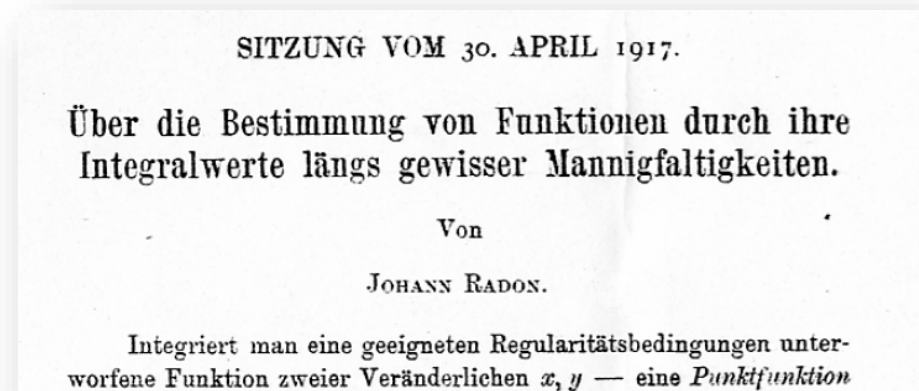 SITZUNG VOM 30. APRIL 1917.
Über die Bestimmung von Funktionen durch ihre
Integralwerte längs gewisser Mannigfaltigkeiten.
Von
JOHANN RADON.
Integriert man eine geeigneten Regularitätsbedingungen unter-
worfene Funktion zweier Veränderlichen x, y — eine Punktfunktion